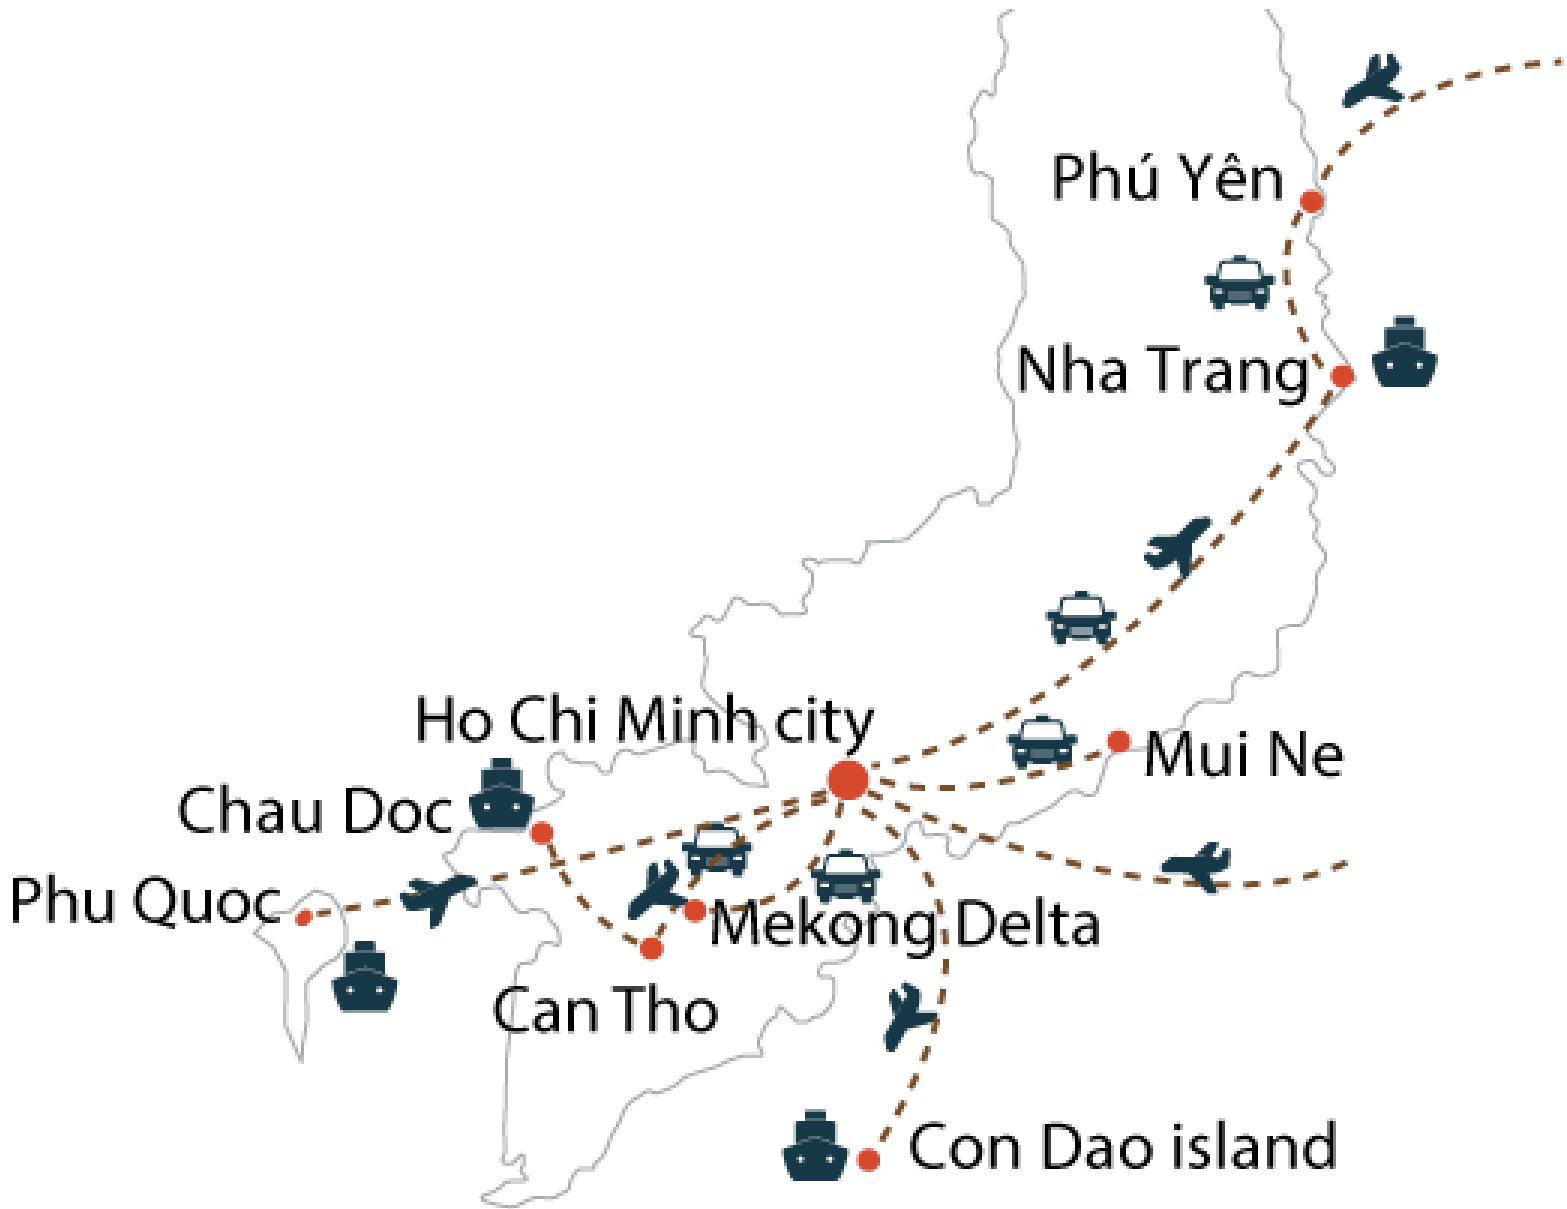 Phú Yên
Nha Trang
Ho Chi Minh city
Mui Ne
Chau Doc
Phu Quoc
Mekong Delta
Can Tho
Con Dao island